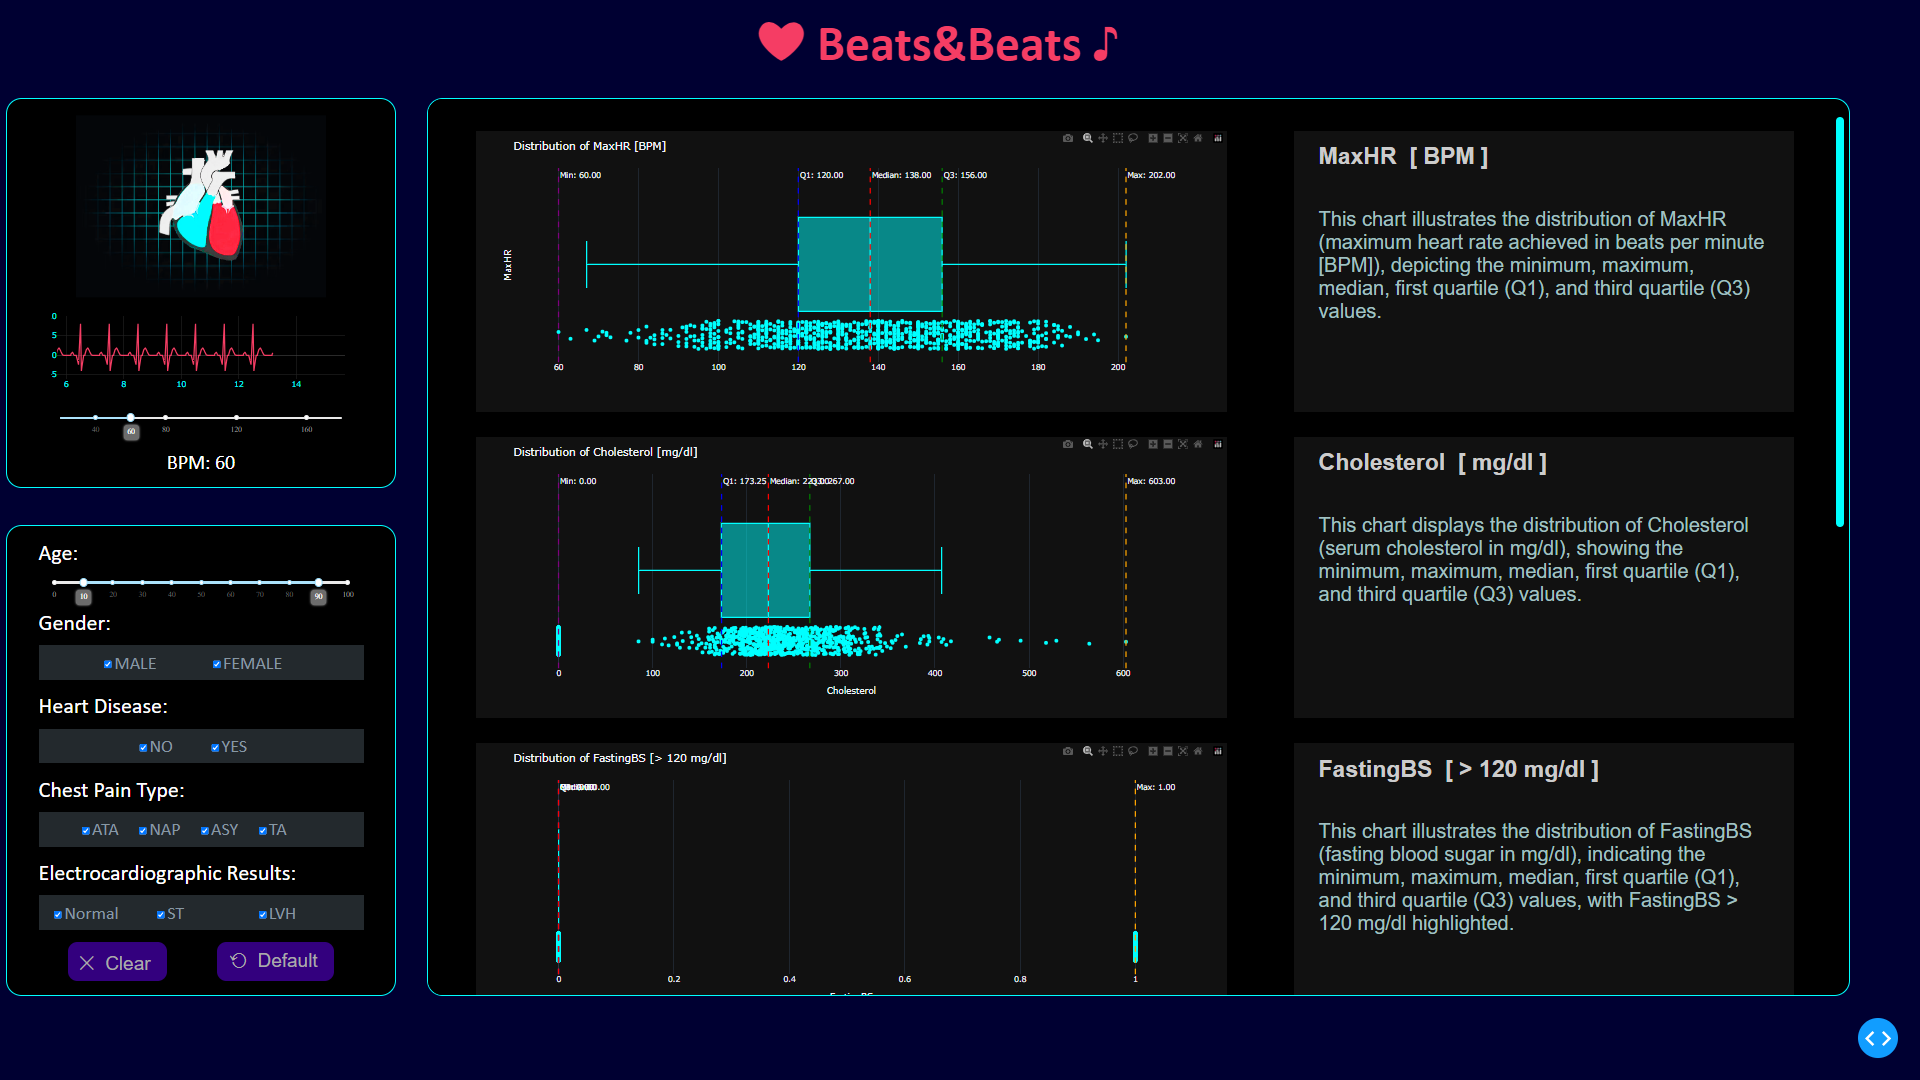 Beats&Beats
0
5
0
5
6 8 10 12 14
40 60 80 120 160
BPM: 60
Age:
0 10 20 30 40 50 60 70 80 90 100
Gender:
MALE FEMALE
Heart Disease:
NO YES
Chest Pain Type:
ATA NAP ASY TA
Electrocardiographic Results:
Normal ST LVH
Clear Default
Distribution of MaxHR [BPM]
Min: 60.00 Q1: 120.00 Median: 138.00 Q3: 156.00 Max: 202.00
MaxHR
60 80 100 120 140 160 180 200
MaxHR [ BPM ]
This chart illustrates the distribution of MaxHR
(maximum heart rate achieved in beats per minute
[BPM]), depicting the minimum, maximum,
median, first quartile (Q1), and third quartile (Q3)
values.
Distribution of Cholesterol [mg/dl]
Min: 0.00 Q1: 173.25 Median: Max: 603.00
0 100 200 300 400 500 600
Cholesterol
Cholesterol [ mg/dl ]
This chart displays the distribution of Cholesterol
(serum cholesterol in mg/dl), showing the
minimum, maximum, median, first quartile (Q1),
and third quartile (Q3) values.
Distribution of FastingBS [> 120 mg/dl]
Max: 1.00
0 0.2 0.4 0.6 0.8 1
FastingBS [ > 120 mg/dl ]
This chart illustrates the distribution of FastingBS
(fasting blood sugar in mg/dl), indicating the
minimum, maximum, median, first quartile (Q1),
and third quartile (Q3) values, with FastingBS >
120 mg/dl highlighted.